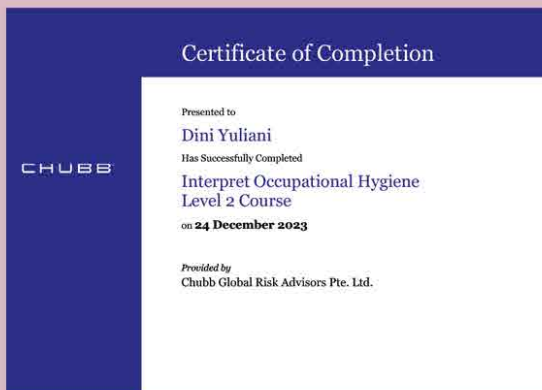 Certificate of Completion
CHUBB
Presented to
Dini Yuliani
Has Successfully Completed
Interpret Occupational Hygiene
Level 2 Course
on 24 December 2023
Provided by
Chubb Global Risk Advisors Pte. Ltd.